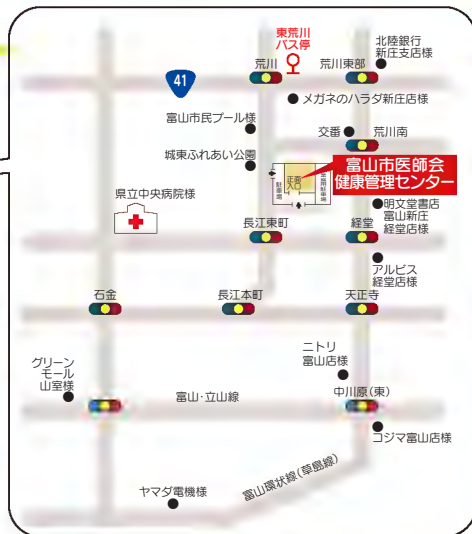 東荒川
バス停
北陸銀行
新庄支店様
荒川
荒川東部
41
メガネのハラダ新庄店様
富山市民プール様
交番
荒川南
城東ふれあい公園
正面
入口
駐車場
富山市医師会
健康管理センター
県立中央病院様
明文堂書店
富山新庄
経堂店様
長江東町
経堂
アルビス
経堂店様
石金
長江本町
天正寺
ニトリ
富山店様
グリーン
モール
山室様
富山・立山線
中川原(東)
コジマ富山店様
富山環状線(草島線)
ヤマダ電機様